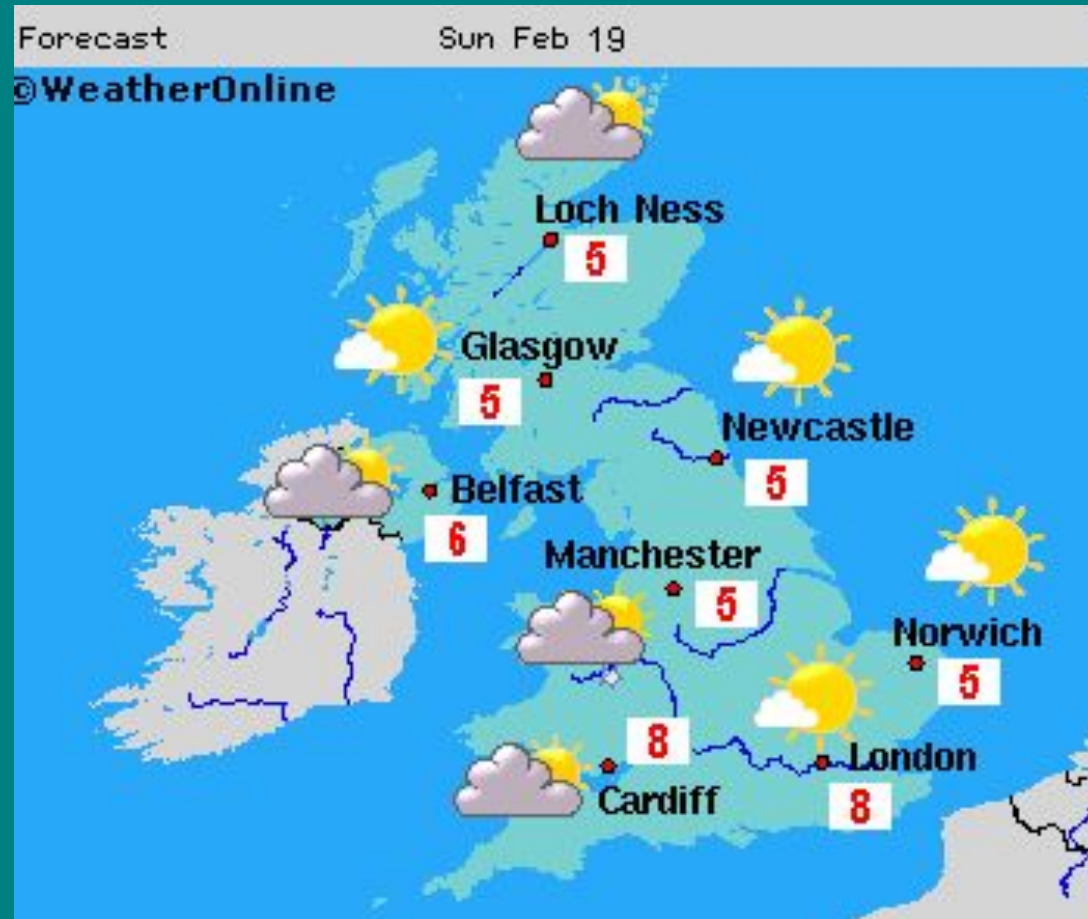 Forecast Sun Feb 19
©WeatherOnline
Loch Ness
5
Glasgow
5
Newcastle
5
Belfast
6
Manchester
5
Norwich
5
8
Cardiff
London
8